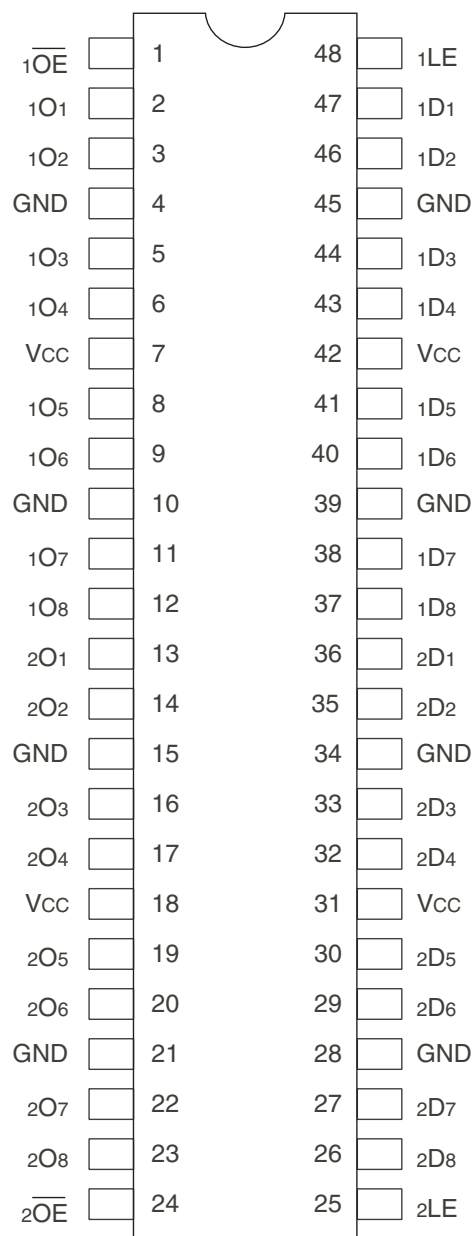 1O̅E̅ 1 48 1LE
1O1 2 47 1D1
1O2 3 46 1D2
GND 4 45 GND
1O3 5 44 1D3
1O4 6 43 1D4
VCC 7 42 VCC
1O5 8 41 1D5
1O6 9 40 1D6
GND 10 39 GND
1O7 11 38 1D7
1O8 12 37 1D8
2O1 13 36 2D1
2O2 14 35 2D2
GND 15 34 GND
2O3 16 33 2D3
2O4 17 32 2D4
VCC 18 31 VCC
2O5 19 30 2D5
2O6 20 29 2D6
GND 21 28 GND
2O7 22 27 2D7
2O8 23 26 2D8
2O̅E̅ 24 25 2LE